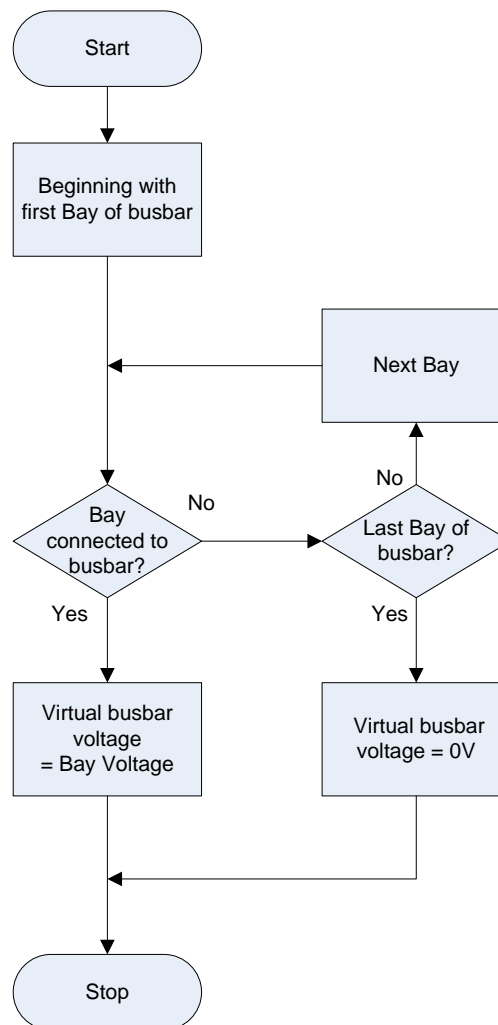 Start
Beginning with
first Bay of busbar
Next Bay
No
No
Bay
connected to
busbar?
Last Bay of
busbar?
Yes
Yes
Virtual busbar
voltage
= Bay Voltage
Virtual busbar
voltage = 0V
Stop